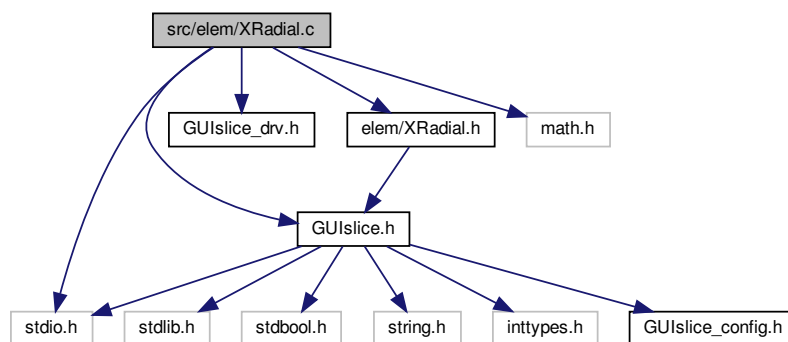 src/elem/XRadial.c
GUIslice_drv.h
elem/XRadial.h
math.h
GUIslice.h
stdio.h
stdlib.h
stdbool.h
string.h
inttypes.h
GUIslice_config.h